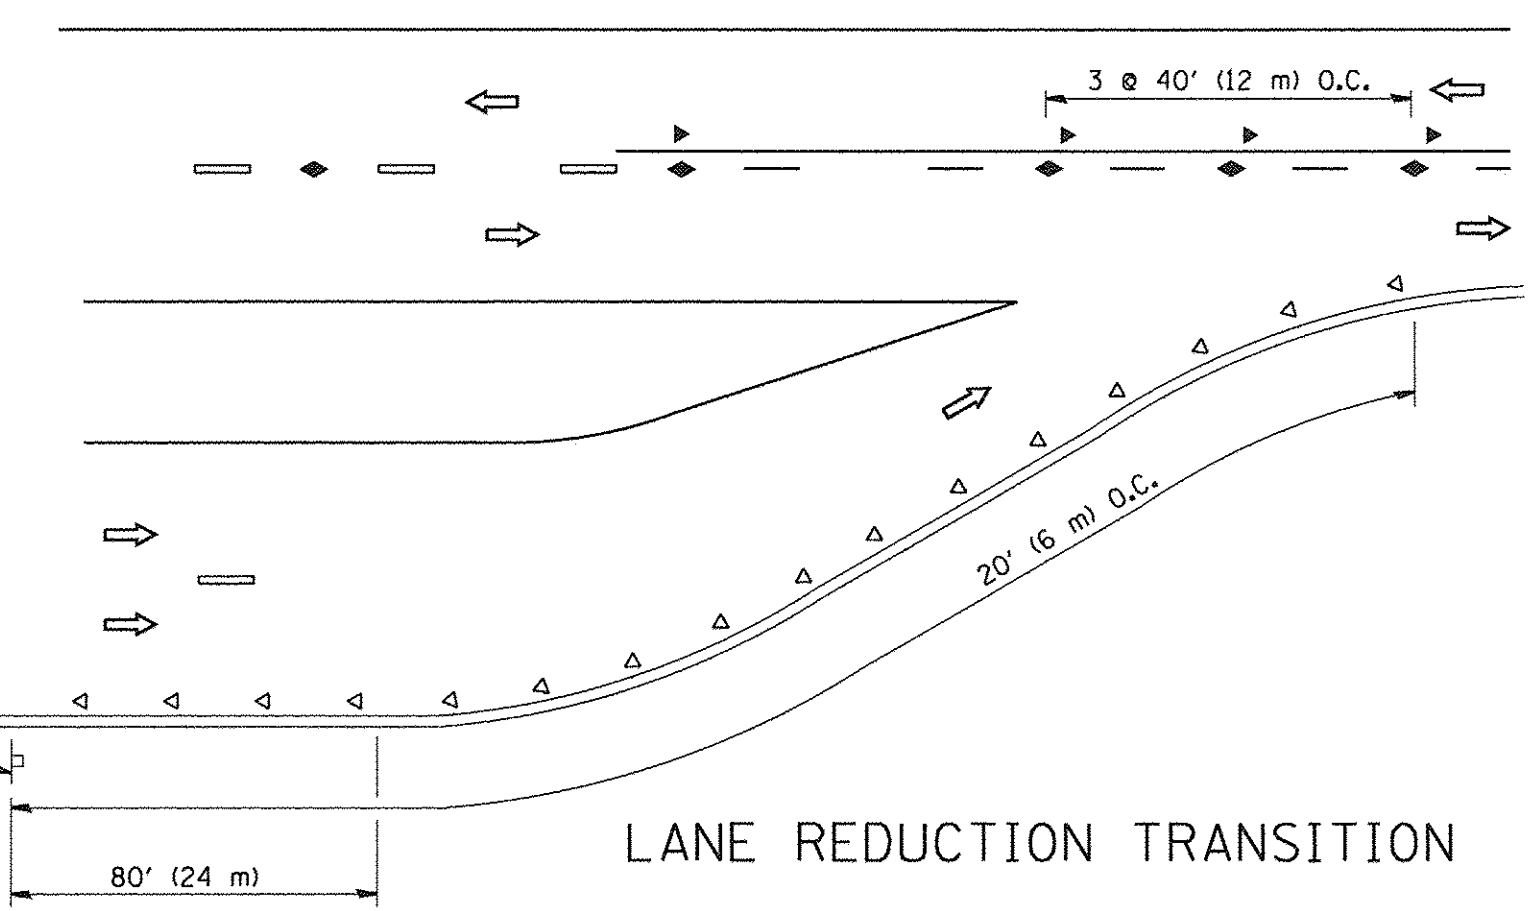 3 @ 40' (12 m) O.C.
20' (6 m) O.C.
80' (24 m)
LANE REDUCTION TRANSITION